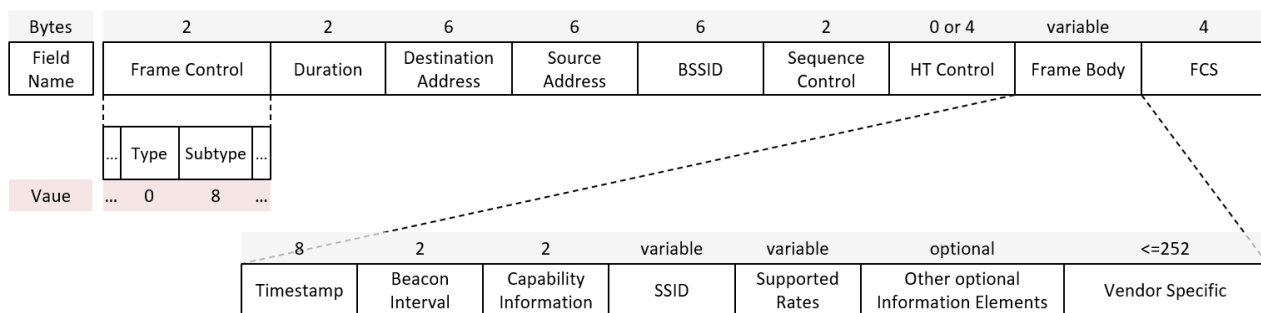 Bytes 2 2 6 6 6 2 0 or 4 variable 4
Field Name Frame Control Duration Destination Address Source Address BSSID Sequence Control HT Control Frame Body FCS
... Type Subtype ...
Vaue ... 0 8 ...
8 2 2 variable variable optional <=252
Timestamp Beacon Interval Capability Information SSID Supported Rates Other optional Information Elements Vendor Specific